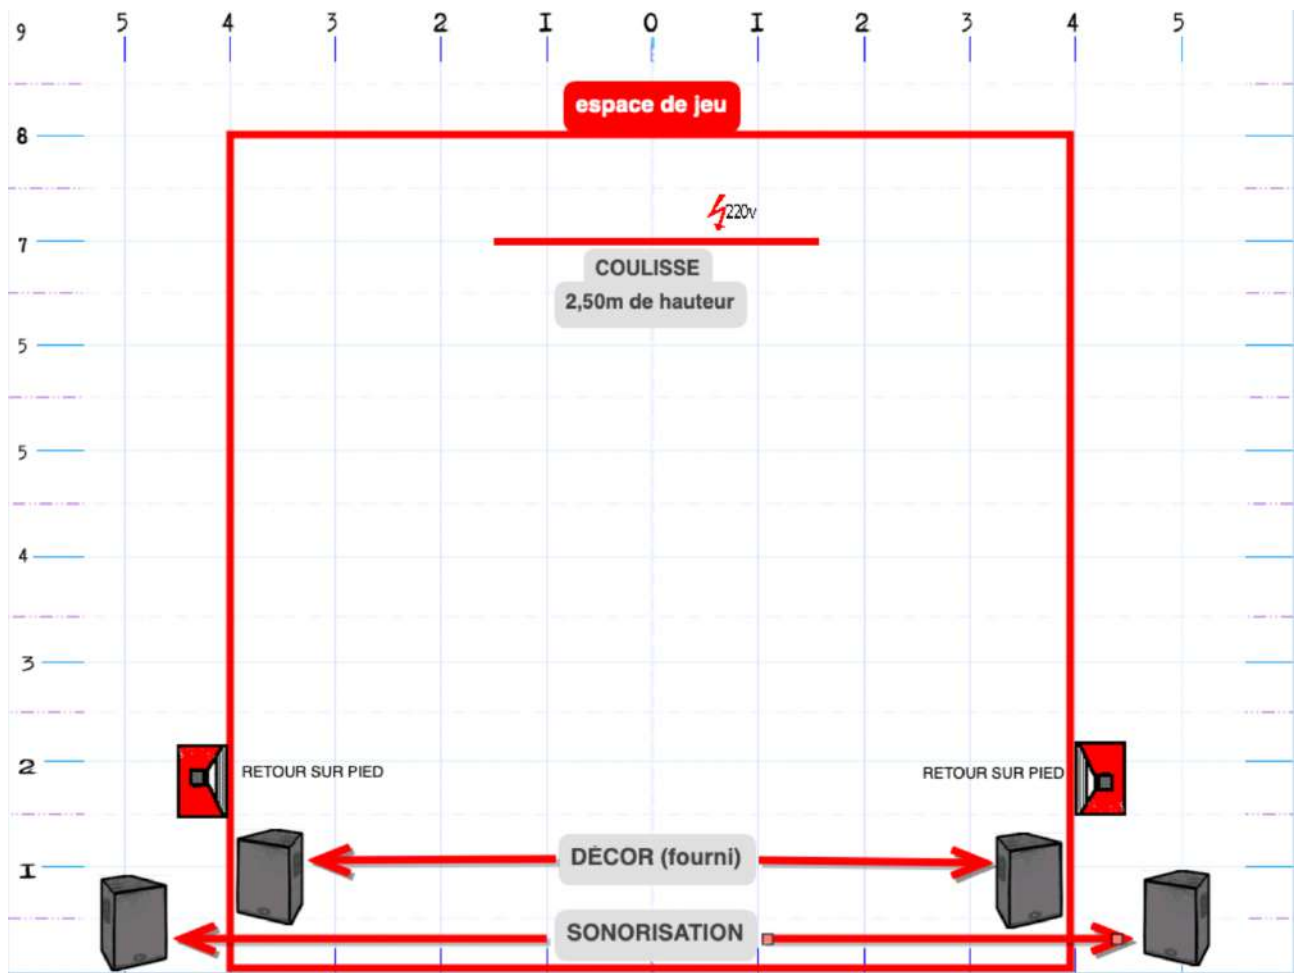 5 4 3 2 I 0 I 2 3 4 5
9
espace de jeu
8
220v
7
COULISSE
2,50m de hauteur
5
5
4
3
2
RETOUR SUR PIED RETOUR SUR PIED
DÉCOR (fourni)
I
SONORISATION